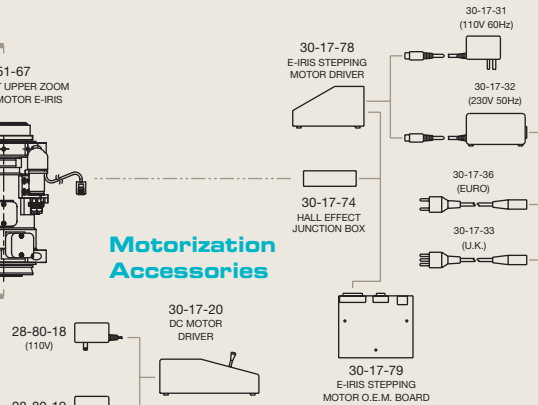 51-67
UPPER ZOOM
MOTOR E-IRIS
30-17-78
E-IRIS STEPPING
MOTOR DRIVER
30-17-31
(110V 60Hz)
30-17-32
(230V 50Hz)
30-17-74
HALL EFFECT
JUNCTION BOX
30-17-36
(EURO)
30-17-33
(U.K.)
Motorization
Accessories
30-17-20
DC MOTOR
DRIVER
28-80-18
(110V)
30-17-79
E-IRIS STEPPING
MOTOR O.E.M. BOARD